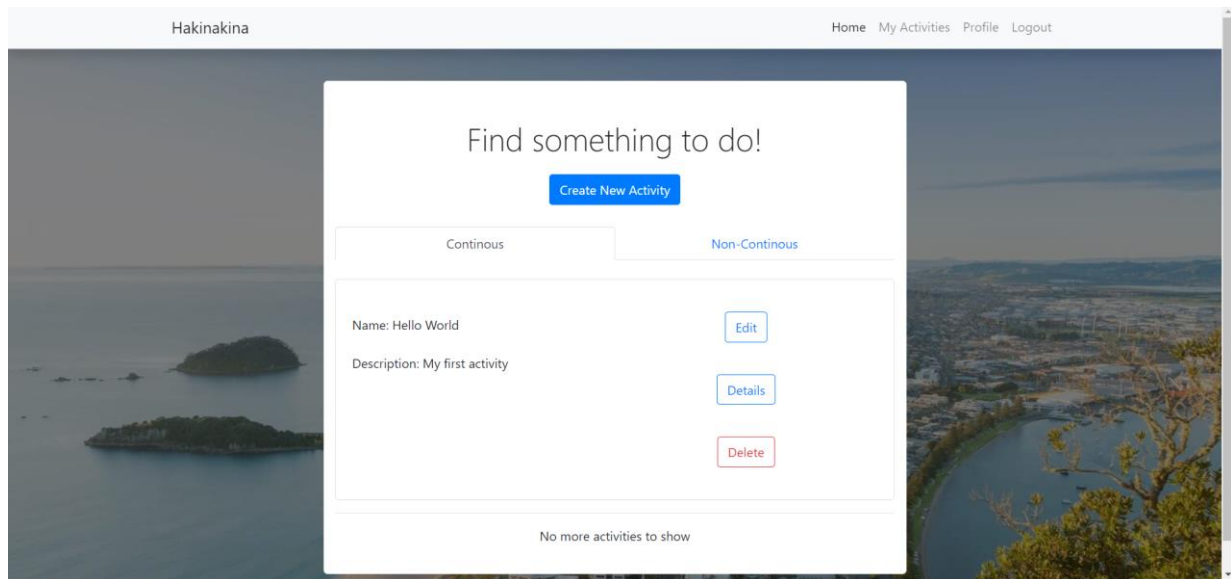 Hakinakina
Home My Activities Profile Logout
Find something to do!
Create New Activity
Continous Non-Continous
Name: Hello World
Edit
Description: My first activity
Details
Delete
No more activities to show